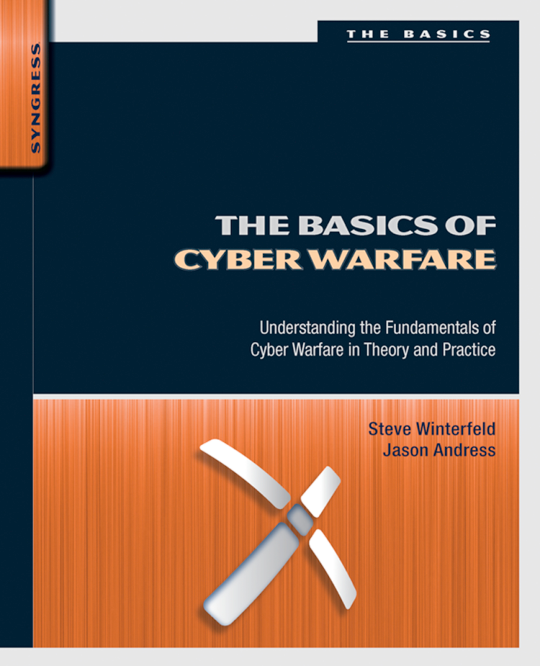 THE BASICS
SYNGRESS
THE BASICS OF
CYBER WARFARE
Understanding the Fundamentals of
Cyber Warfare in Theory and Practice
Steve Winterfeld
Jason Andress